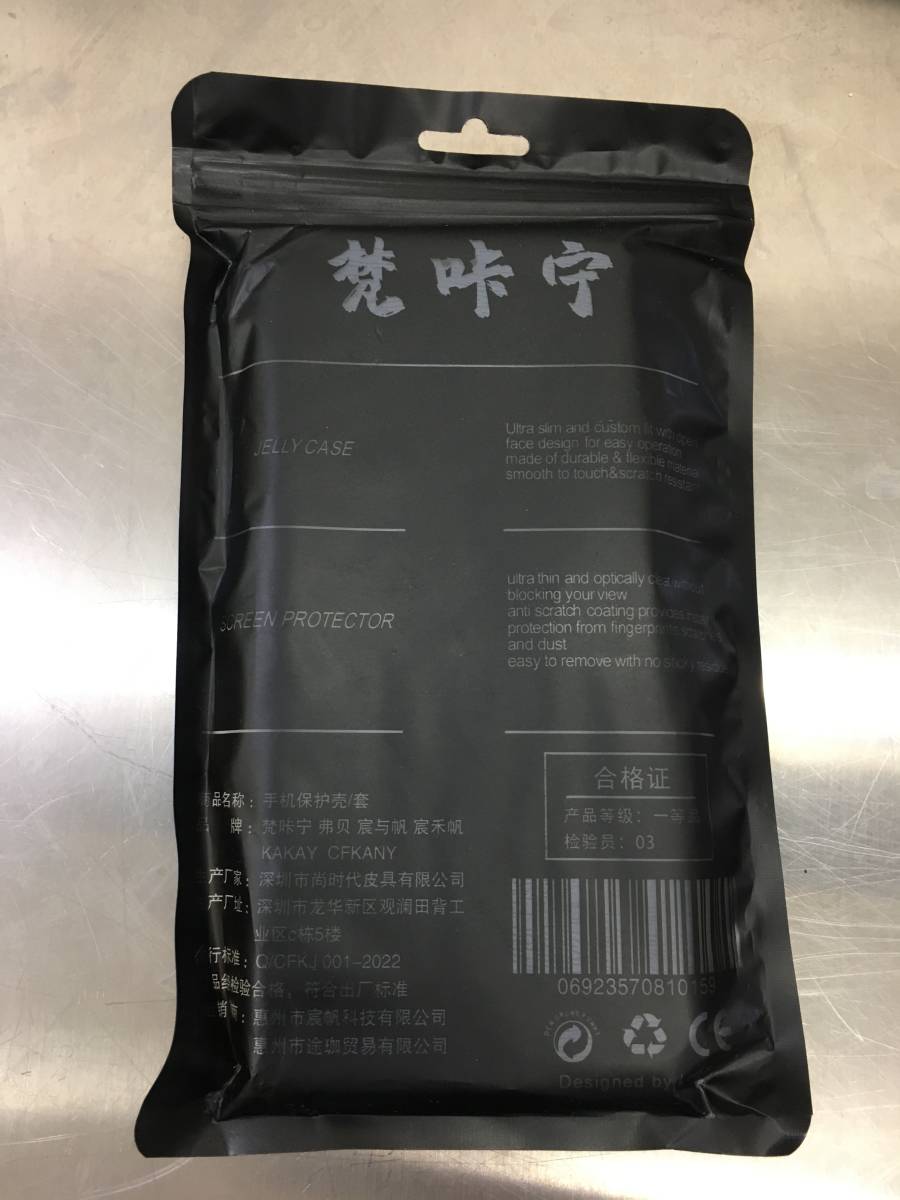 梵咔宁
JELLY CASE
Ultra slim and custom fit with open
face design for easy operation
made of durable & flexible material
smooth to touch&scratch resistan
SCREEN PROTECTOR
ultra thin and optically clear without
blocking your view
anti scratch coating provides
protection from fingerprints
and dust
easy to remove with no sticky residue
合格证
产品等级：一等品
检验员：03
商品名称：手机保护壳/套
品 牌：梵咔宁 弗贝 宸与帆 宸禾帆
KAKAY CFKANY
生产厂家：深圳市尚时代皮具有限公司
产厂址：深圳市龙华新区观澜田背工
业区c栋5楼
行标准：Q/CFKJ 001-2022
品经检验合格，符合出厂标准
销商：惠州市宸帆科技有限公司
惠州市途珈贸易有限公司
06923570810159
CE
Designed by